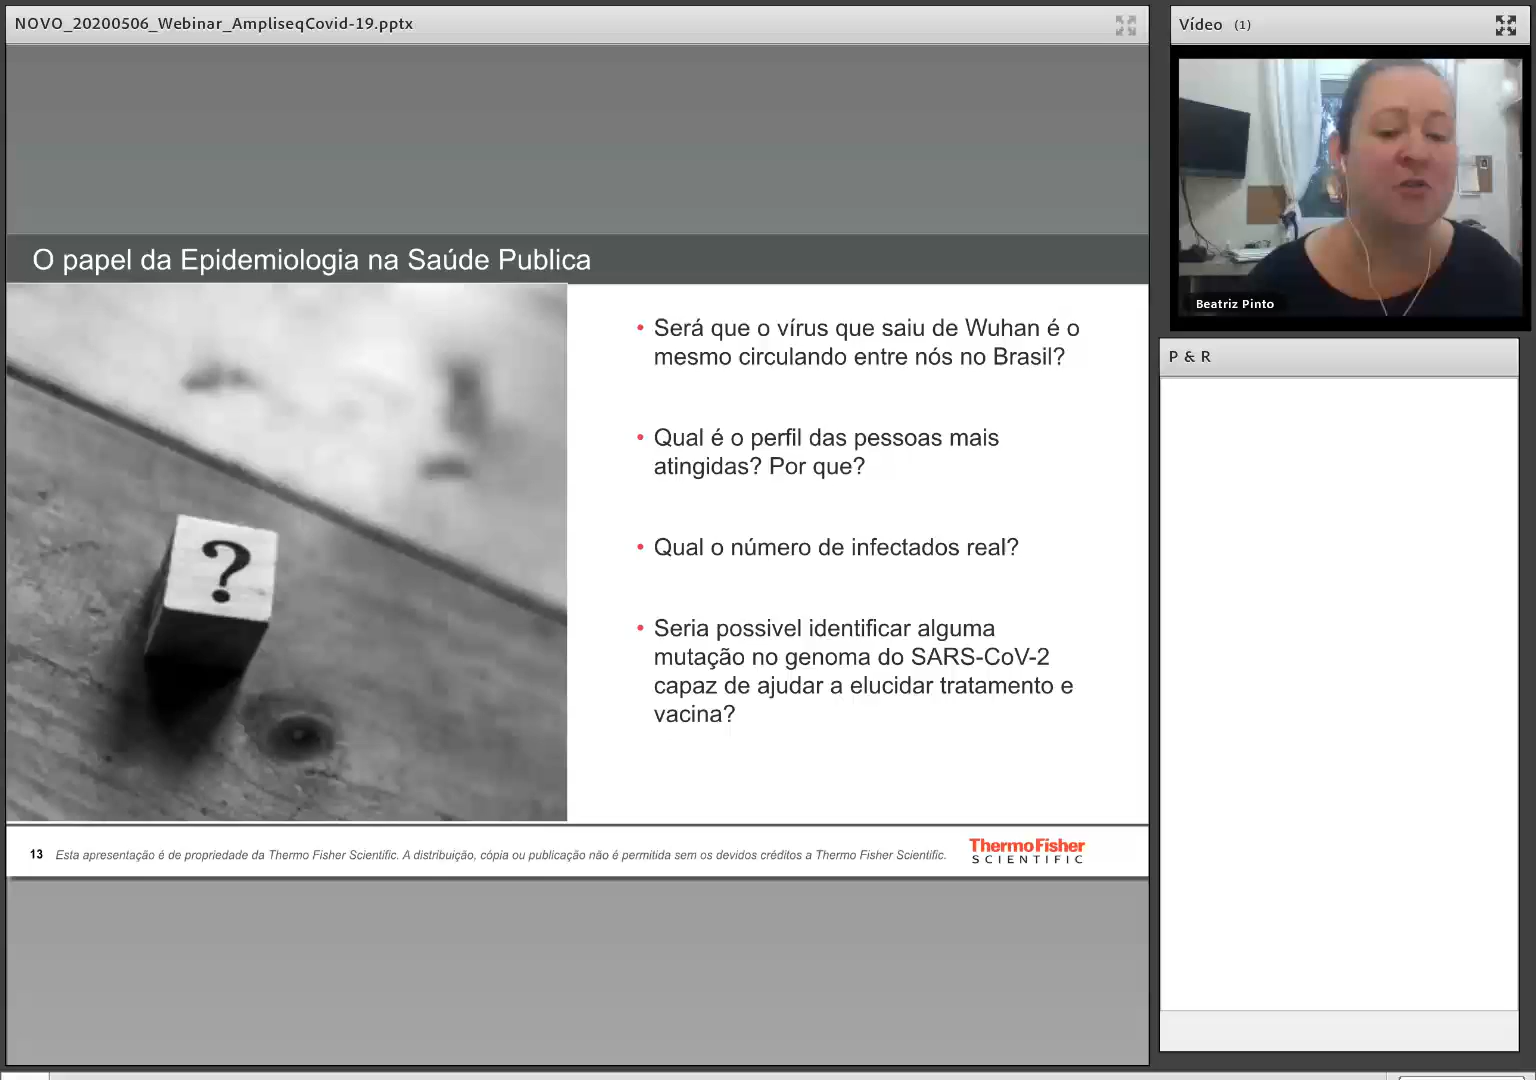 NOVO_20200506_Webinar_AmpliseqCovid-19.pptx
Vídeo (1)
Beatriz Pinto
P & R
O papel da Epidemiologia na Saúde Publica
• Será que o vírus que saiu de Wuhan é o
mesmo circulando entre nós no Brasil?
• Qual é o perfil das pessoas mais
atingidas? Por que?
• Qual o número de infectados real?
• Seria possivel identificar alguma
mutação no genoma do SARS-CoV-2
capaz de ajudar a elucidar tratamento e
vacina?
?
13 Esta apresentação é de propriedade da Thermo Fisher Scientific. A distribuição, cópia ou publicação não é permitida sem os devidos créditos a Thermo Fisher Scientific.
ThermoFisher
SCIENTIFIC